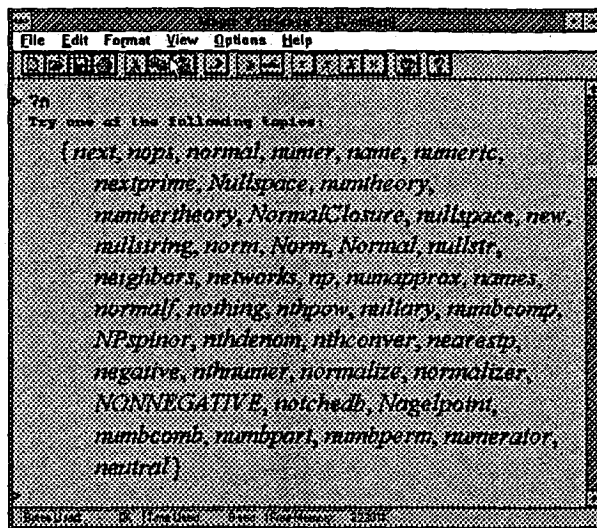 File Edit Format View Options Help
> ?n
Try one of the following topics:
{next, nops, normal, numer, name, numeric,
nextprime, Nullspace, numtheory,
numbertheory, NormalClosure, nullspace, new,
nullstring, norm, Norm, Normal, nullstr,
neighbors, networks, np, numapprox, names,
normalf, nothing, nthpow, nullary, numbcomp,
NPspinor, nthdenom, nthconver, nearestp,
negative, nthnumer, normalize, normalizer,
NONNEGATIVE, notchedb, Nagelpoint,
numbcomb, numbpart, numbperm, numerator,
neutral}
>